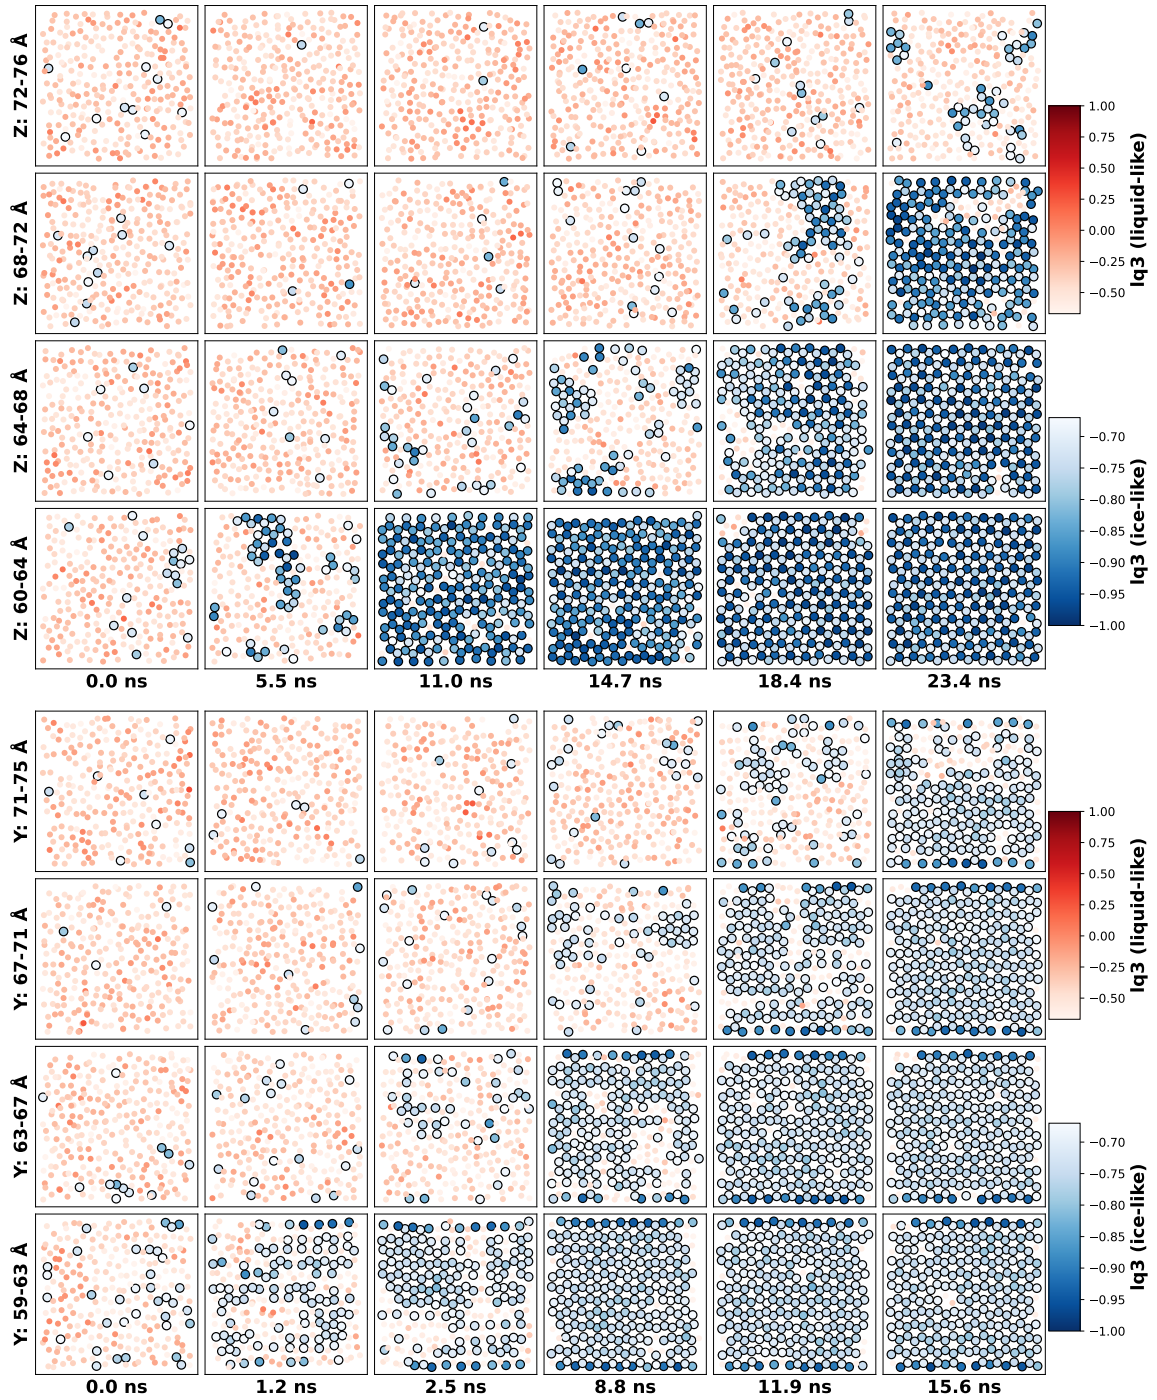 Z: 72-76 Å
Z: 68-72 Å
Z: 64-68 Å
Z: 60-64 Å
0.0 ns
5.5 ns
11.0 ns
14.7 ns
18.4 ns
23.4 ns
1.00
0.75
0.50
0.25
0.00
−0.25
−0.50
lq3 (liquid-like)
−0.70
−0.75
−0.80
−0.85
−0.90
−0.95
−1.00
lq3 (ice-like)
Y: 71-75 Å
Y: 67-71 Å
Y: 63-67 Å
Y: 59-63 Å
0.0 ns
1.2 ns
2.5 ns
8.8 ns
11.9 ns
15.6 ns
1.00
0.75
0.50
0.25
0.00
−0.25
−0.50
lq3 (liquid-like)
−0.70
−0.75
−0.80
−0.85
−0.90
−0.95
−1.00
lq3 (ice-like)